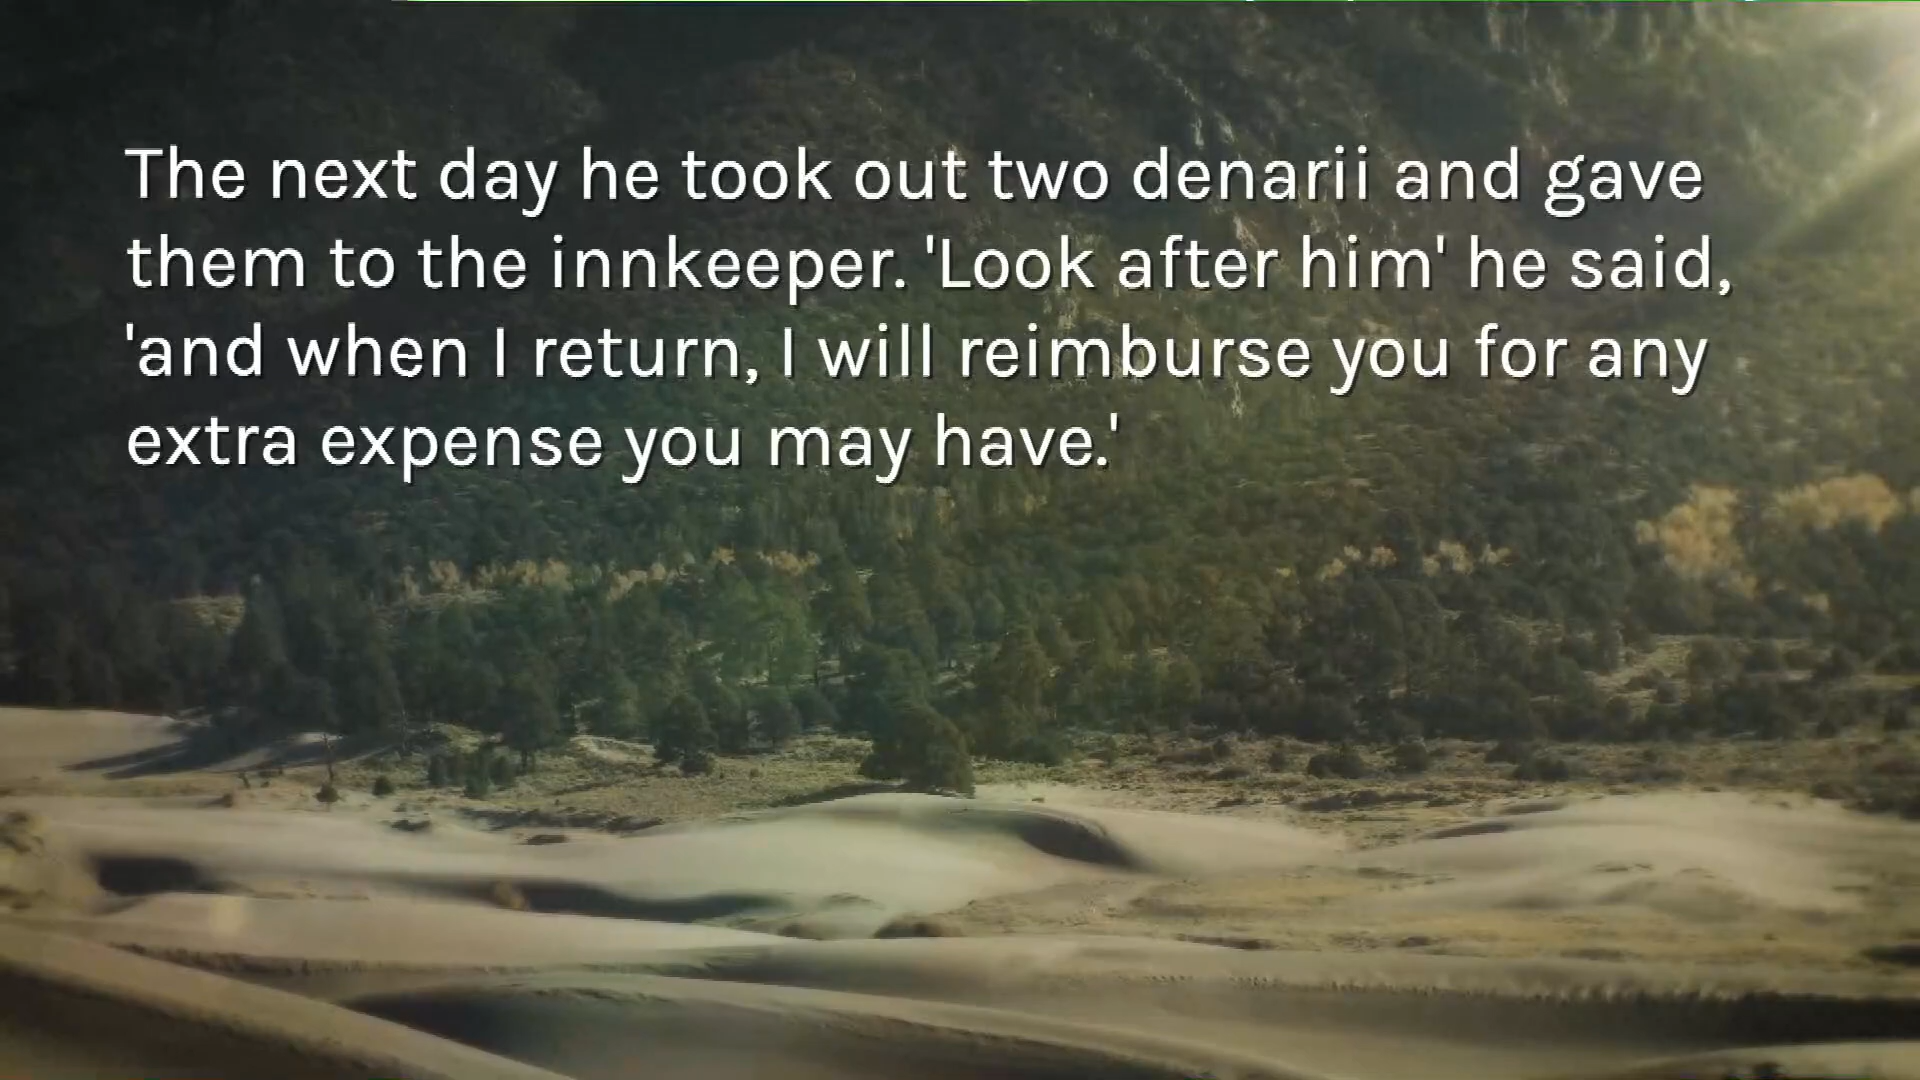 The next day he took out two denarii and gave
them to the innkeeper. 'Look after him' he said,
'and when I return, I will reimburse you for any
extra expense you may have.'